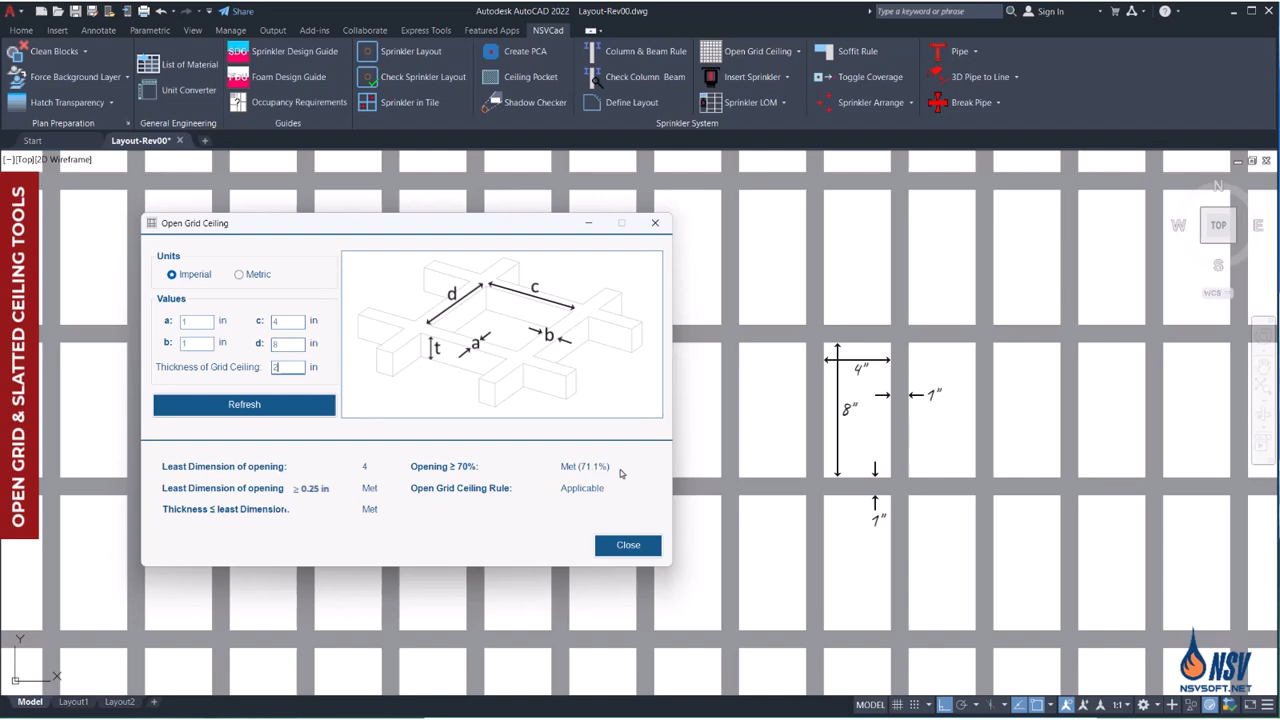 Autodesk AutoCAD 2022 Layout-Rev00.dwg
Share
Type a keyword or phrase
Sign In
Home Insert Annotate Parametric View Manage Output Add-ins Collaborate Express Tools Featured Apps NSVCad
Clean Blocks
Force Background Layer
Hatch Transparency
Plan Preparation
List of Material
Unit Converter
General Engineering
SDG Sprinkler Design Guide
FDG Foam Design Guide
Occupancy Requirements
Guides
Sprinkler Layout
Check Sprinkler Layout
Sprinkler in Tile
Create PCA
Ceiling Pocket
Shadow Checker
Column & Beam Rule
Check Column Beam
Define Layout
Open Grid Ceiling
Insert Sprinkler
Sprinkler LOM
Soffit Rule
Toggle Coverage
Sprinkler Arrange
Pipe
3D Pipe to Line
Break Pipe
Sprinkler System
Start
Layout-Rev00*
[−][Top][2D Wireframe]
OPEN GRID & SLATTED CEILING TOOLS
Open Grid Ceiling
Units
Imperial
Metric
Values
a: 1 in c: 4 in
b: 1 in d: 8 in
Thickness of Grid Ceiling: 2 in
Refresh
d
c
b
a
t
Least Dimension of opening: 4
Least Dimension of opening ≥ 0.25 in Met
Thickness ≤ least Dimension. Met
Opening ≥ 70%: Met (71.1%)
Open Grid Ceiling Rule: Applicable
Close
N
W TOP E
S
WCS
4"
8"
1"
1"
Y
X
NSV
NSVSOFT.NET
Model Layout1 Layout2
MODEL
1:1